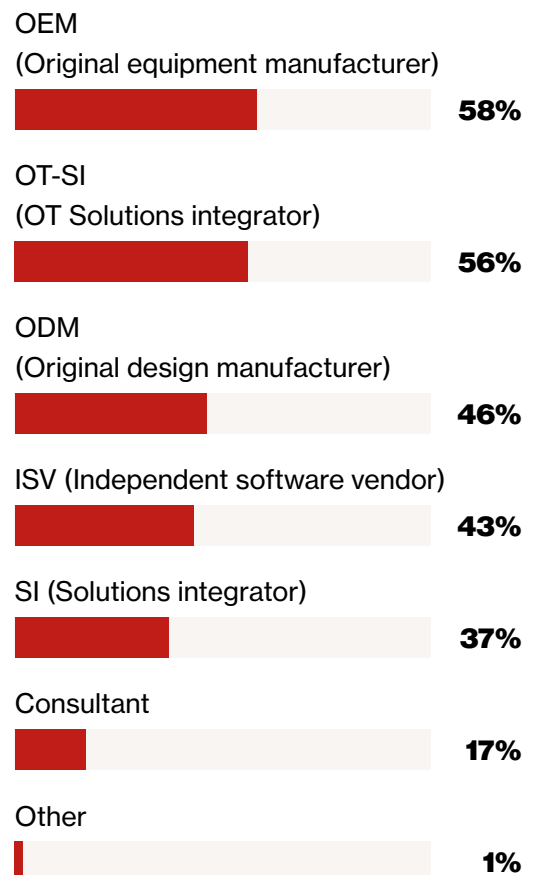 OEM
(Original equipment manufacturer)
58%
OT-SI
(OT Solutions integrator)
56%
ODM
(Original design manufacturer)
46%
ISV (Independent software vendor)
43%
SI (Solutions integrator)
37%
Consultant
17%
Other
1%